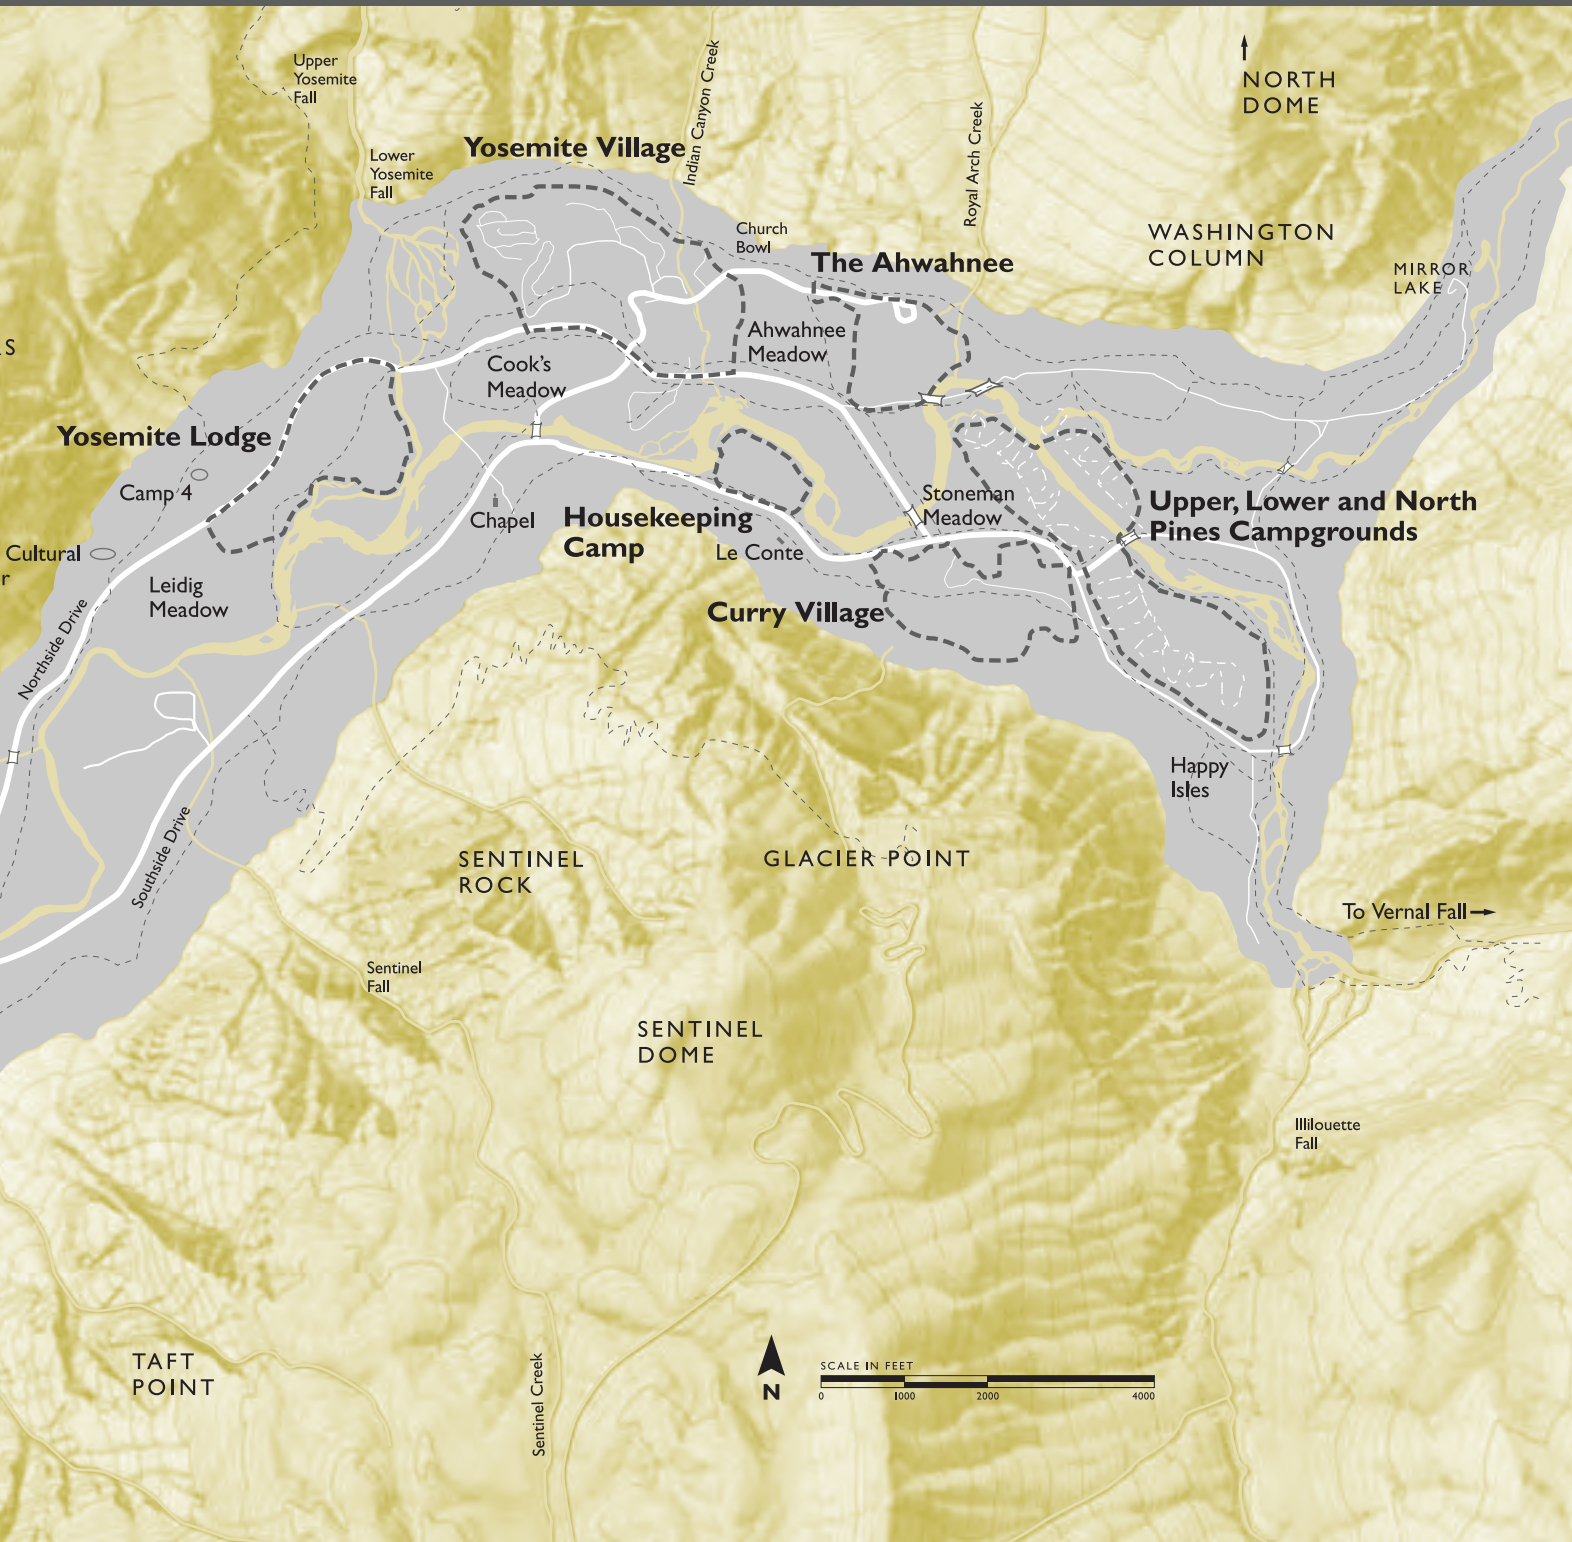 Upper
Yosemite
Fall
Indian Canyon Creek
NORTH
DOME
Royal Arch Creek
Yosemite Village
Lower
Yosemite
Fall
Church
Bowl
WASHINGTON
COLUMN
The Ahwahnee
MIRROR
LAKE
S
Ahwahnee
Meadow
Cook's
Meadow
Yosemite Lodge
Camp 4
Stoneman
Meadow
Upper, Lower and North
Pines Campgrounds
Chapel
Housekeeping
Camp
Le Conte
Cultural
r
Leidig
Meadow
Curry Village
Northside Drive
Happy
Isles
Southside Drive
SENTINEL
ROCK
GLACIER POINT
To Vernal Fall
Sentinel
Fall
SENTINEL
DOME
Illilouette
Fall
TAFT
POINT
Sentinel Creek
N
SCALE IN FEET
0 1000 2000 4000